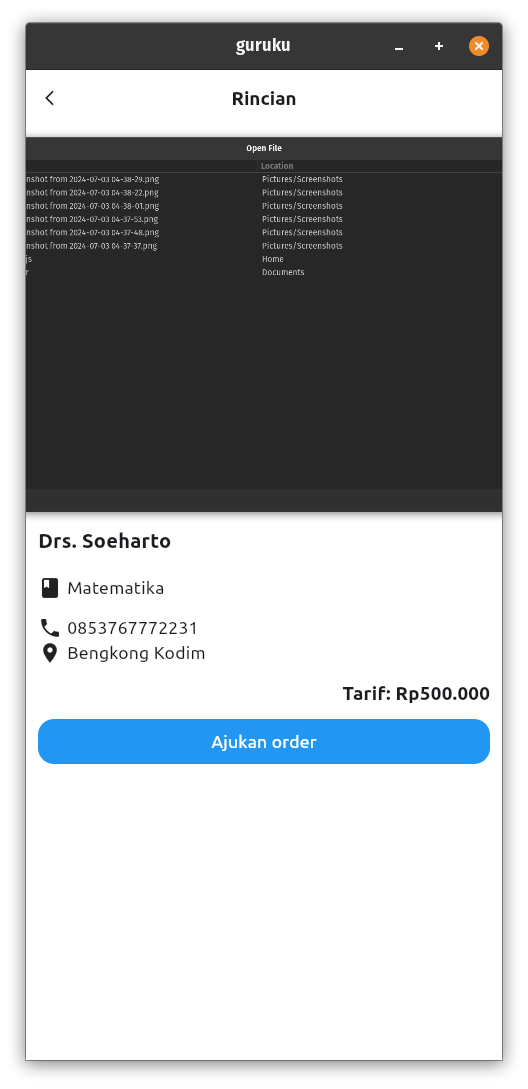 guruku
Rincian
Open File
Location
nshot from 2024-07-03 04-38-29.png Pictures/Screenshots
nshot from 2024-07-03 04-38-22.png Pictures/Screenshots
nshot from 2024-07-03 04-38-01.png Pictures/Screenshots
nshot from 2024-07-03 04-37-53.png Pictures/Screenshots
nshot from 2024-07-03 04-37-48.png Pictures/Screenshots
nshot from 2024-07-03 04-37-37.png Pictures/Screenshots
js Home
r Documents
Drs. Soeharto
Matematika
0853767772231
Bengkong Kodim
Tarif: Rp500.000
Ajukan order